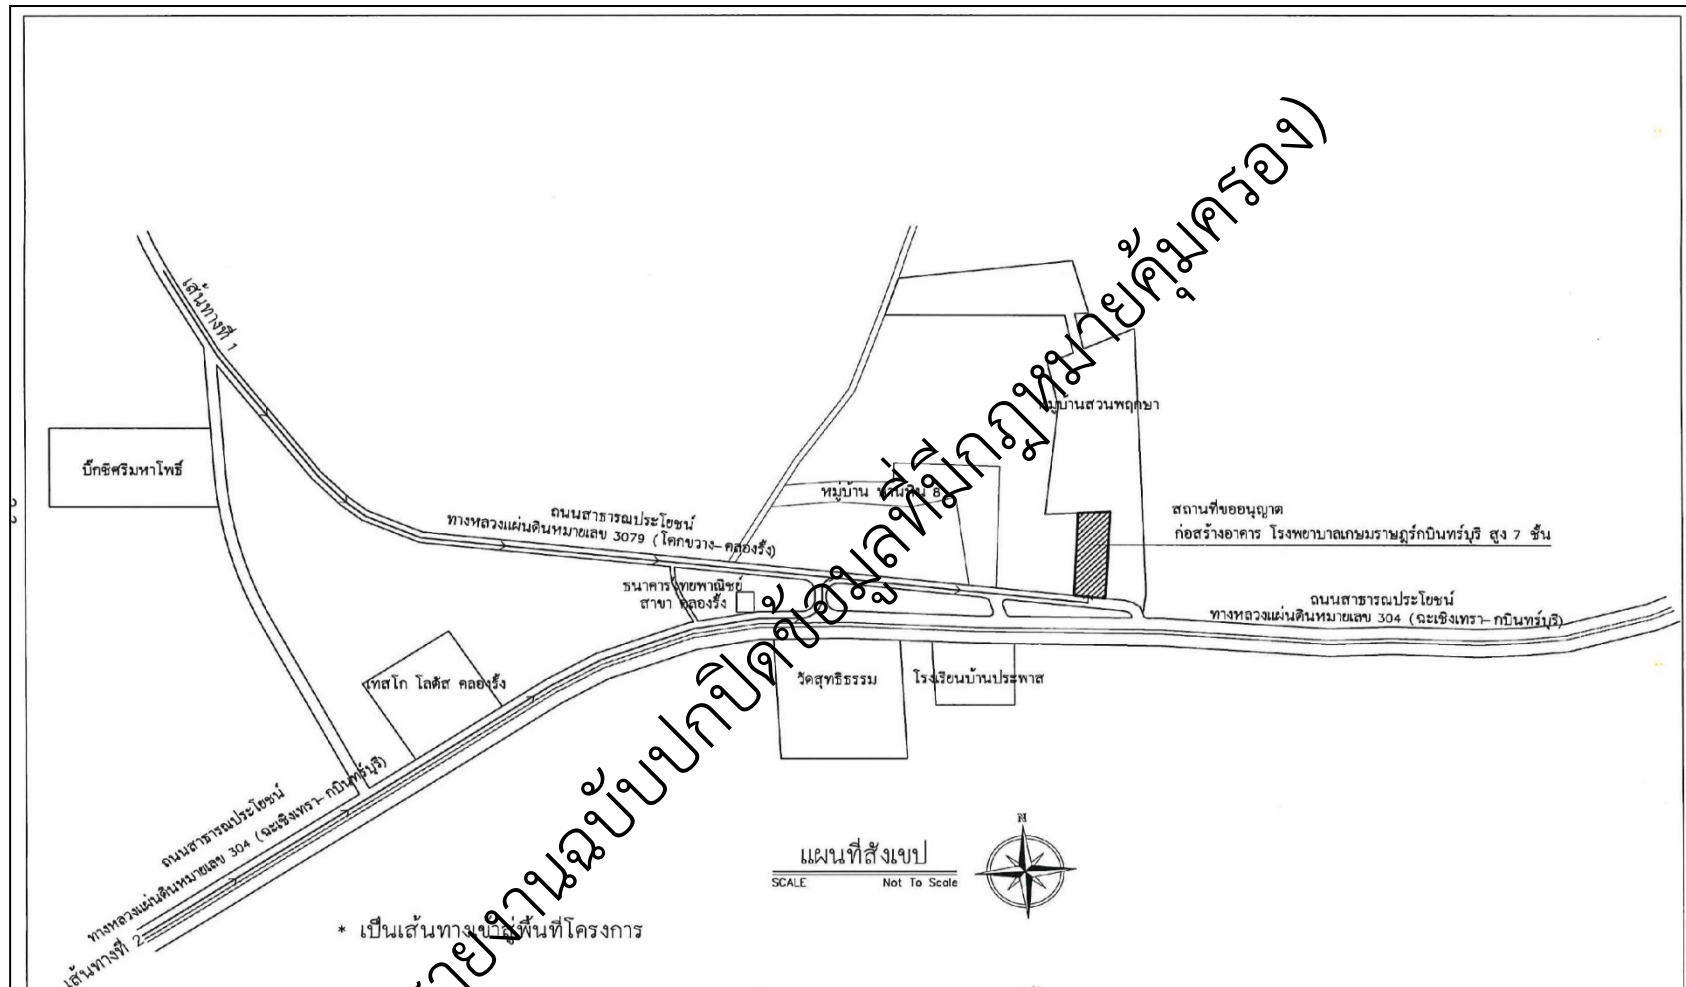 เส้นทางที่ 1
บิ๊กซีศรีมหาโพธิ์
ถนนสาธารณประโยชน์
ทางหลวงแผ่นดินหมายเลข 3079 (โคกขวาง-คลองรั้ง)
หมู่บ้านสวนพฤกษา
หมู่บ้าน 8
สถานที่ขออนุญาต
ก่อสร้างอาคาร โรงพยาบาลเกษมราษฎร์กบินทร์บุรี สูง 7 ชั้น
ธนาคารไทยพาณิชย์
สาขา คลองรั้ง
ถนนสาธารณประโยชน์
ทางหลวงแผ่นดินหมายเลข 304 (ฉะเชิงเทรา-กบินทร์บุรี)
เทสโก โลตัส คลองรั้ง
วัดสุทธิธรรม
โรงเรียนบ้านประพาส
ถนนสาธารณประโยชน์
ทางหลวงแผ่นดินหมายเลข 304 (ฉะเชิงเทรา-กบินทร์บุรี)
เส้นทางที่ 2
แผนที่สังเขป
SCALE Not To Scale
N
* เป็นเส้นทางเข้าสู่พื้นที่โครงการ
รายงานฉบับปกปิดข้อมูลที่มีกฎหมายคุ้มครอง)